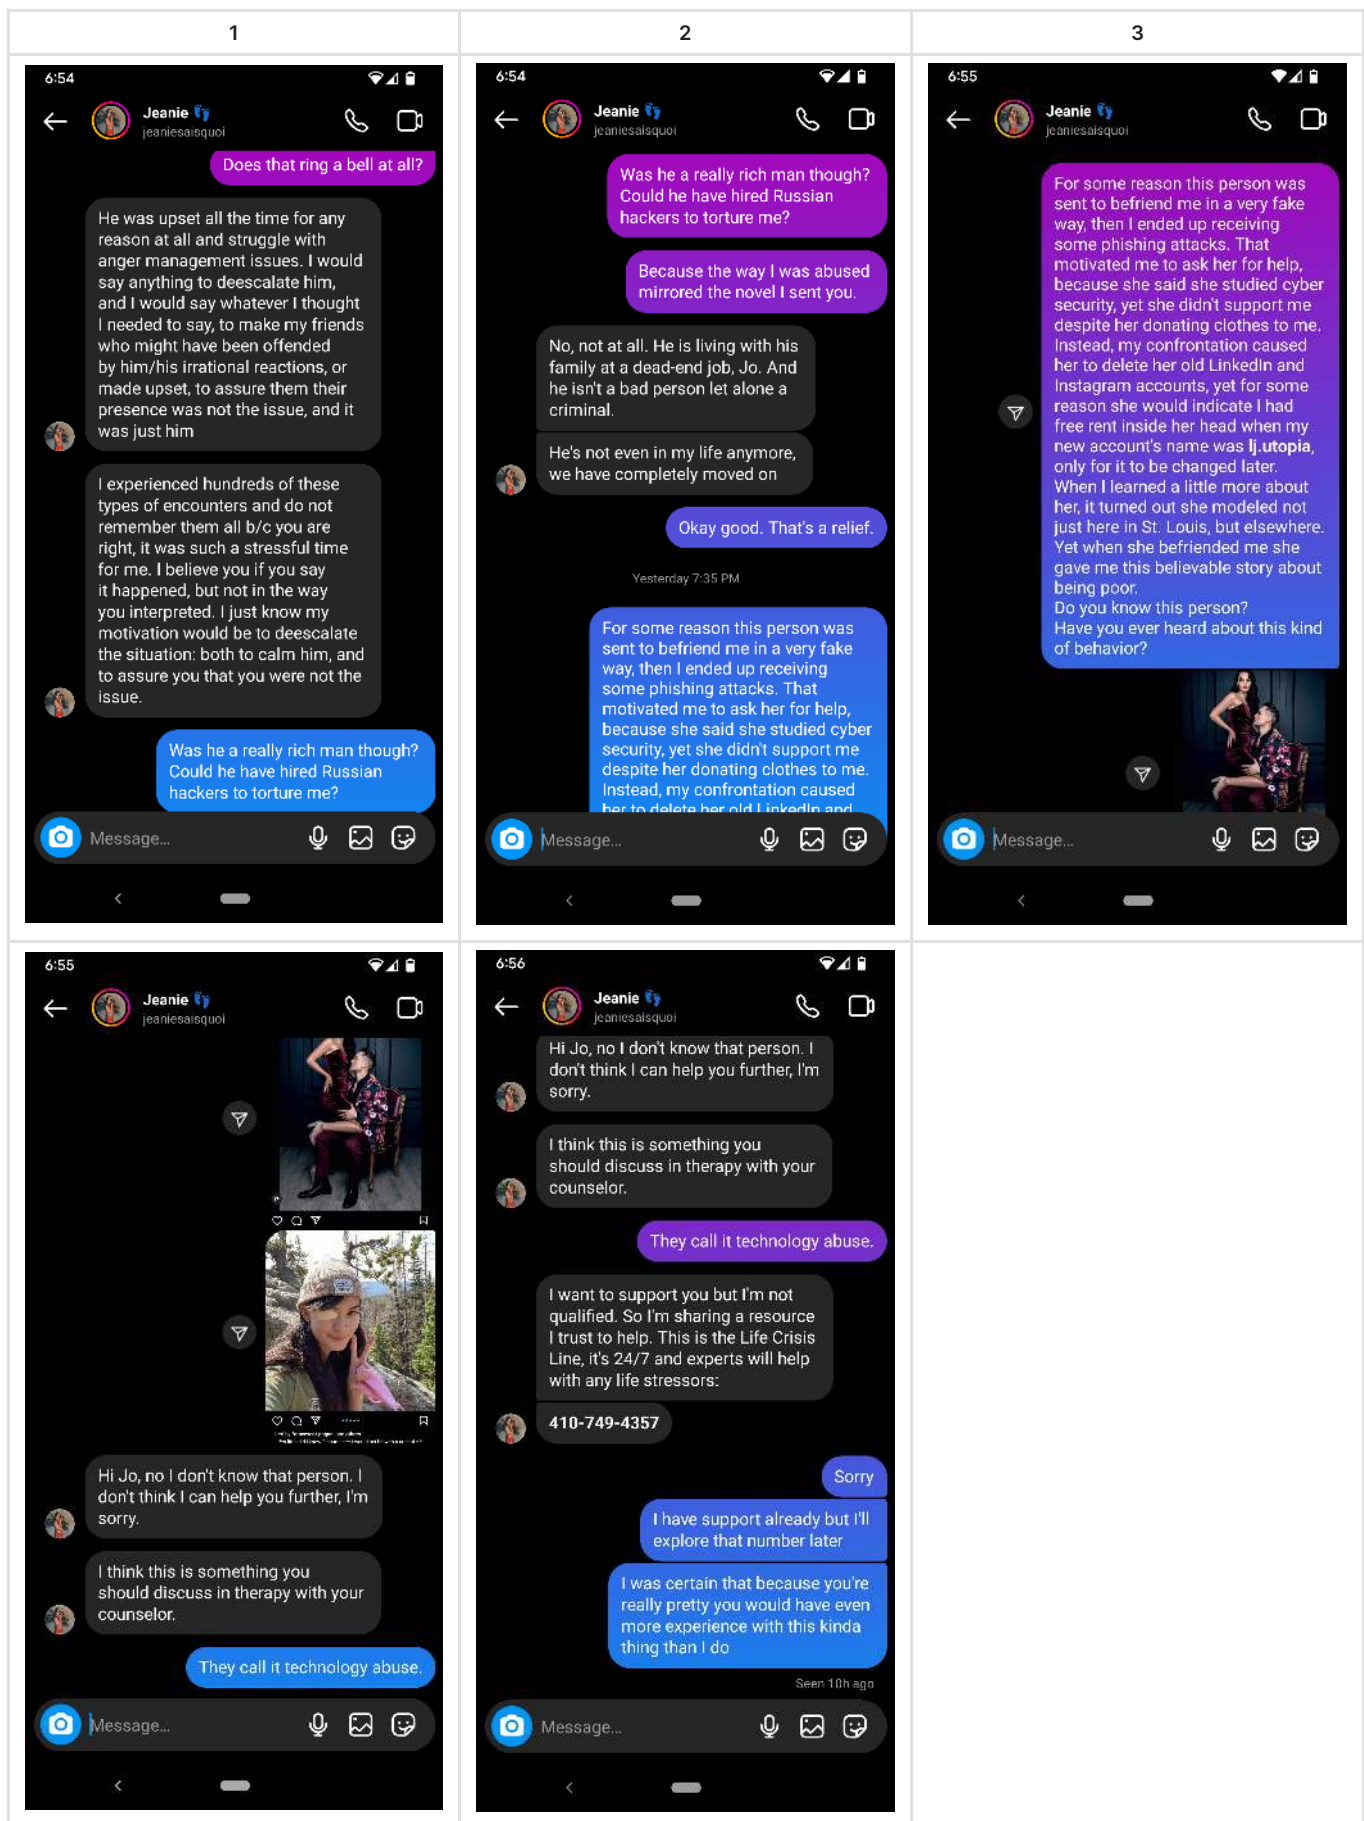 1
2
3
6:54
Jeanie
jeaniesaisquoi
Does that ring a bell at all?
He was upset all the time for any
reason at all and struggle with
anger management issues. I would
say anything to deescalate him,
and I would say whatever I thought
I needed to say, to make my friends
who might have been offended
by him/his irrational reactions, or
made upset, to assure them their
presence was not the issue, and it
was just him
I experienced hundreds of these
types of encounters and do not
remember them all b/c you are
right, it was such a stressful time
for me. I believe you if you say
it happened, but not in the way
you interpreted. I just know my
motivation would be to deescalate
the situation: both to calm him, and
to assure you that you were not the
issue.
Was he a really rich man though?
Could he have hired Russian
hackers to torture me?
Message...
6:54
Jeanie
jeaniesaisquoi
Was he a really rich man though?
Could he have hired Russian
hackers to torture me?
Because the way I was abused
mirrored the novel I sent you.
No, not at all. He is living with his
family at a dead-end job, Jo. And
he isn't a bad person let alone a
criminal.
He's not even in my life anymore,
we have completely moved on
Okay good. That's a relief.
Yesterday 7:35 PM
For some reason this person was
sent to befriend me in a very fake
way, then I ended up receiving
some phishing attacks. That
motivated me to ask her for help,
because she said she studied cyber
security, yet she didn't support me
despite her donating clothes to me.
Instead, my confrontation caused
her to delete her old LinkedIn and
Message...
6:55
Jeanie
jeaniesaisquoi
For some reason this person was
sent to befriend me in a very fake
way, then I ended up receiving
some phishing attacks. That
motivated me to ask her for help,
because she said she studied cyber
security, yet she didn't support me
despite her donating clothes to me.
Instead, my confrontation caused
her to delete her old LinkedIn and
Instagram accounts, yet for some
reason she would indicate I had
free rent inside her head when my
new account's name was lj.utopia,
only for it to be changed later.
When I learned a little more about
her, it turned out she modeled not
just here in St. Louis, but elsewhere.
Yet when she befriended me she
gave me this believable story about
being poor.
Do you know this person?
Have you ever heard about this kind
of behavior?
Message...
6:55
Jeanie
jeaniesaisquoi
Hi Jo, no I don't know that person. I
don't think I can help you further, I'm
sorry.
I think this is something you
should discuss in therapy with your
counselor.
They call it technology abuse.
Message...
6:56
Jeanie
jeaniesaisquoi
Hi Jo, no I don't know that person. I
don't think I can help you further, I'm
sorry.
I think this is something you
should discuss in therapy with your
counselor.
They call it technology abuse.
I want to support you but I'm not
qualified. So I'm sharing a resource
I trust to help. This is the Life Crisis
Line, it's 24/7 and experts will help
with any life stressors:
410-749-4357
Sorry
I have support already but I'll
explore that number later
I was certain that because you're
really pretty you would have even
more experience with this kinda
thing than I do
Seen 10h ago
Message...